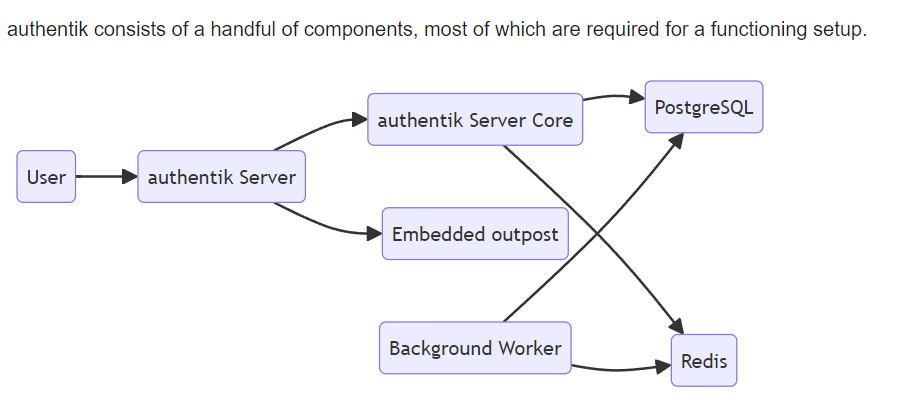 authentik consists of a handful of components, most of which are required for a functioning setup.
User
authentik Server
authentik Server Core
PostgreSQL
Embedded outpost
Background Worker
Redis